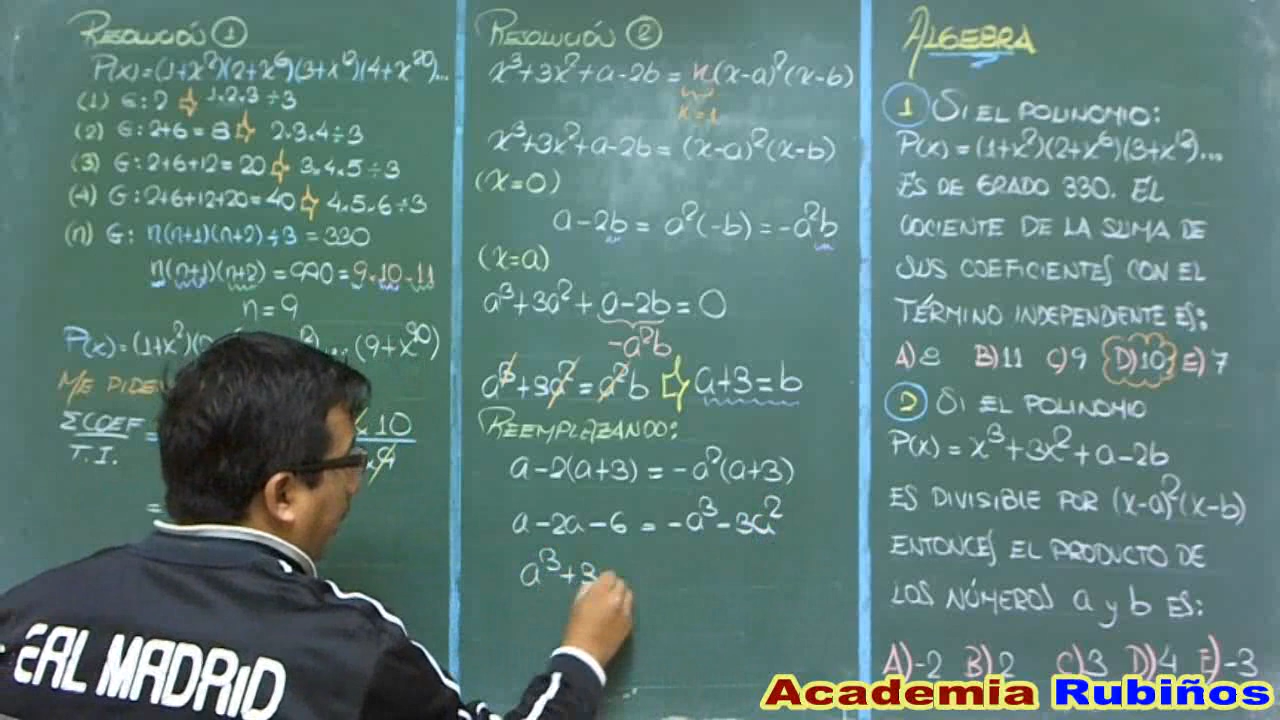 RESOLUCIÓN 1
P(x)=(1+x²)(2+x⁶)(3+x¹²)(4+x²⁰)...
(1) G: 2 ⇨ 1.2.3÷3
(2) G: 2+6=8 ⇨ 2.3.4÷3
(3) G: 2+6+12=20 ⇨ 3.4.5÷3
(4) G: 2+6+12+20=40 ⇨ 4.5.6÷3
(n) G: n(n+1)(n+2)÷3=330
n(n+1)(n+2)=990=9.10.11
n=9
P(x)=(1+x²)( ... (9+x⁹⁰)
M/E PIDEN
ΣCOEF = 10
T.I.
=
RESOLUCIÓN 2
x³+3x²+a-2b=n(x-a)²(x-b)
n=1
x³+3x²+a-2b=(x-a)²(x-b)
(x=0)
a-2b=a²(-b)=-a²b
(x=a)
a³+3a²+a-2b=0
-a²b
a³+3a²=a²b ⇨ a+3=b
REEMPLAZANDO:
a-2(a+3)=-a²(a+3)
a-2a-6=-a³-3a²
a³+3
ALGEBRA
1 SI EL POLINOMIO:
P(x)=(1+x²)(2+x⁶)(3+x¹²)...
ES DE GRADO 330. EL
COCIENTE DE LA SUMA DE
SUS COEFICIENTES CON EL
TÉRMINO INDEPENDIENTE ES:
A)8 B)11 C)9 D)10 E)7
2 SI EL POLINOMIO
P(x)=x³+3x²+a-2b
ES DIVISIBLE POR (x-a)²(x-b)
ENTONCES EL PRODUCTO DE
LOS NÚMEROS a y b ES:
A)-2 B)2 C)3 D)4 E)-3
EAL MADRID
Academia Rubiños